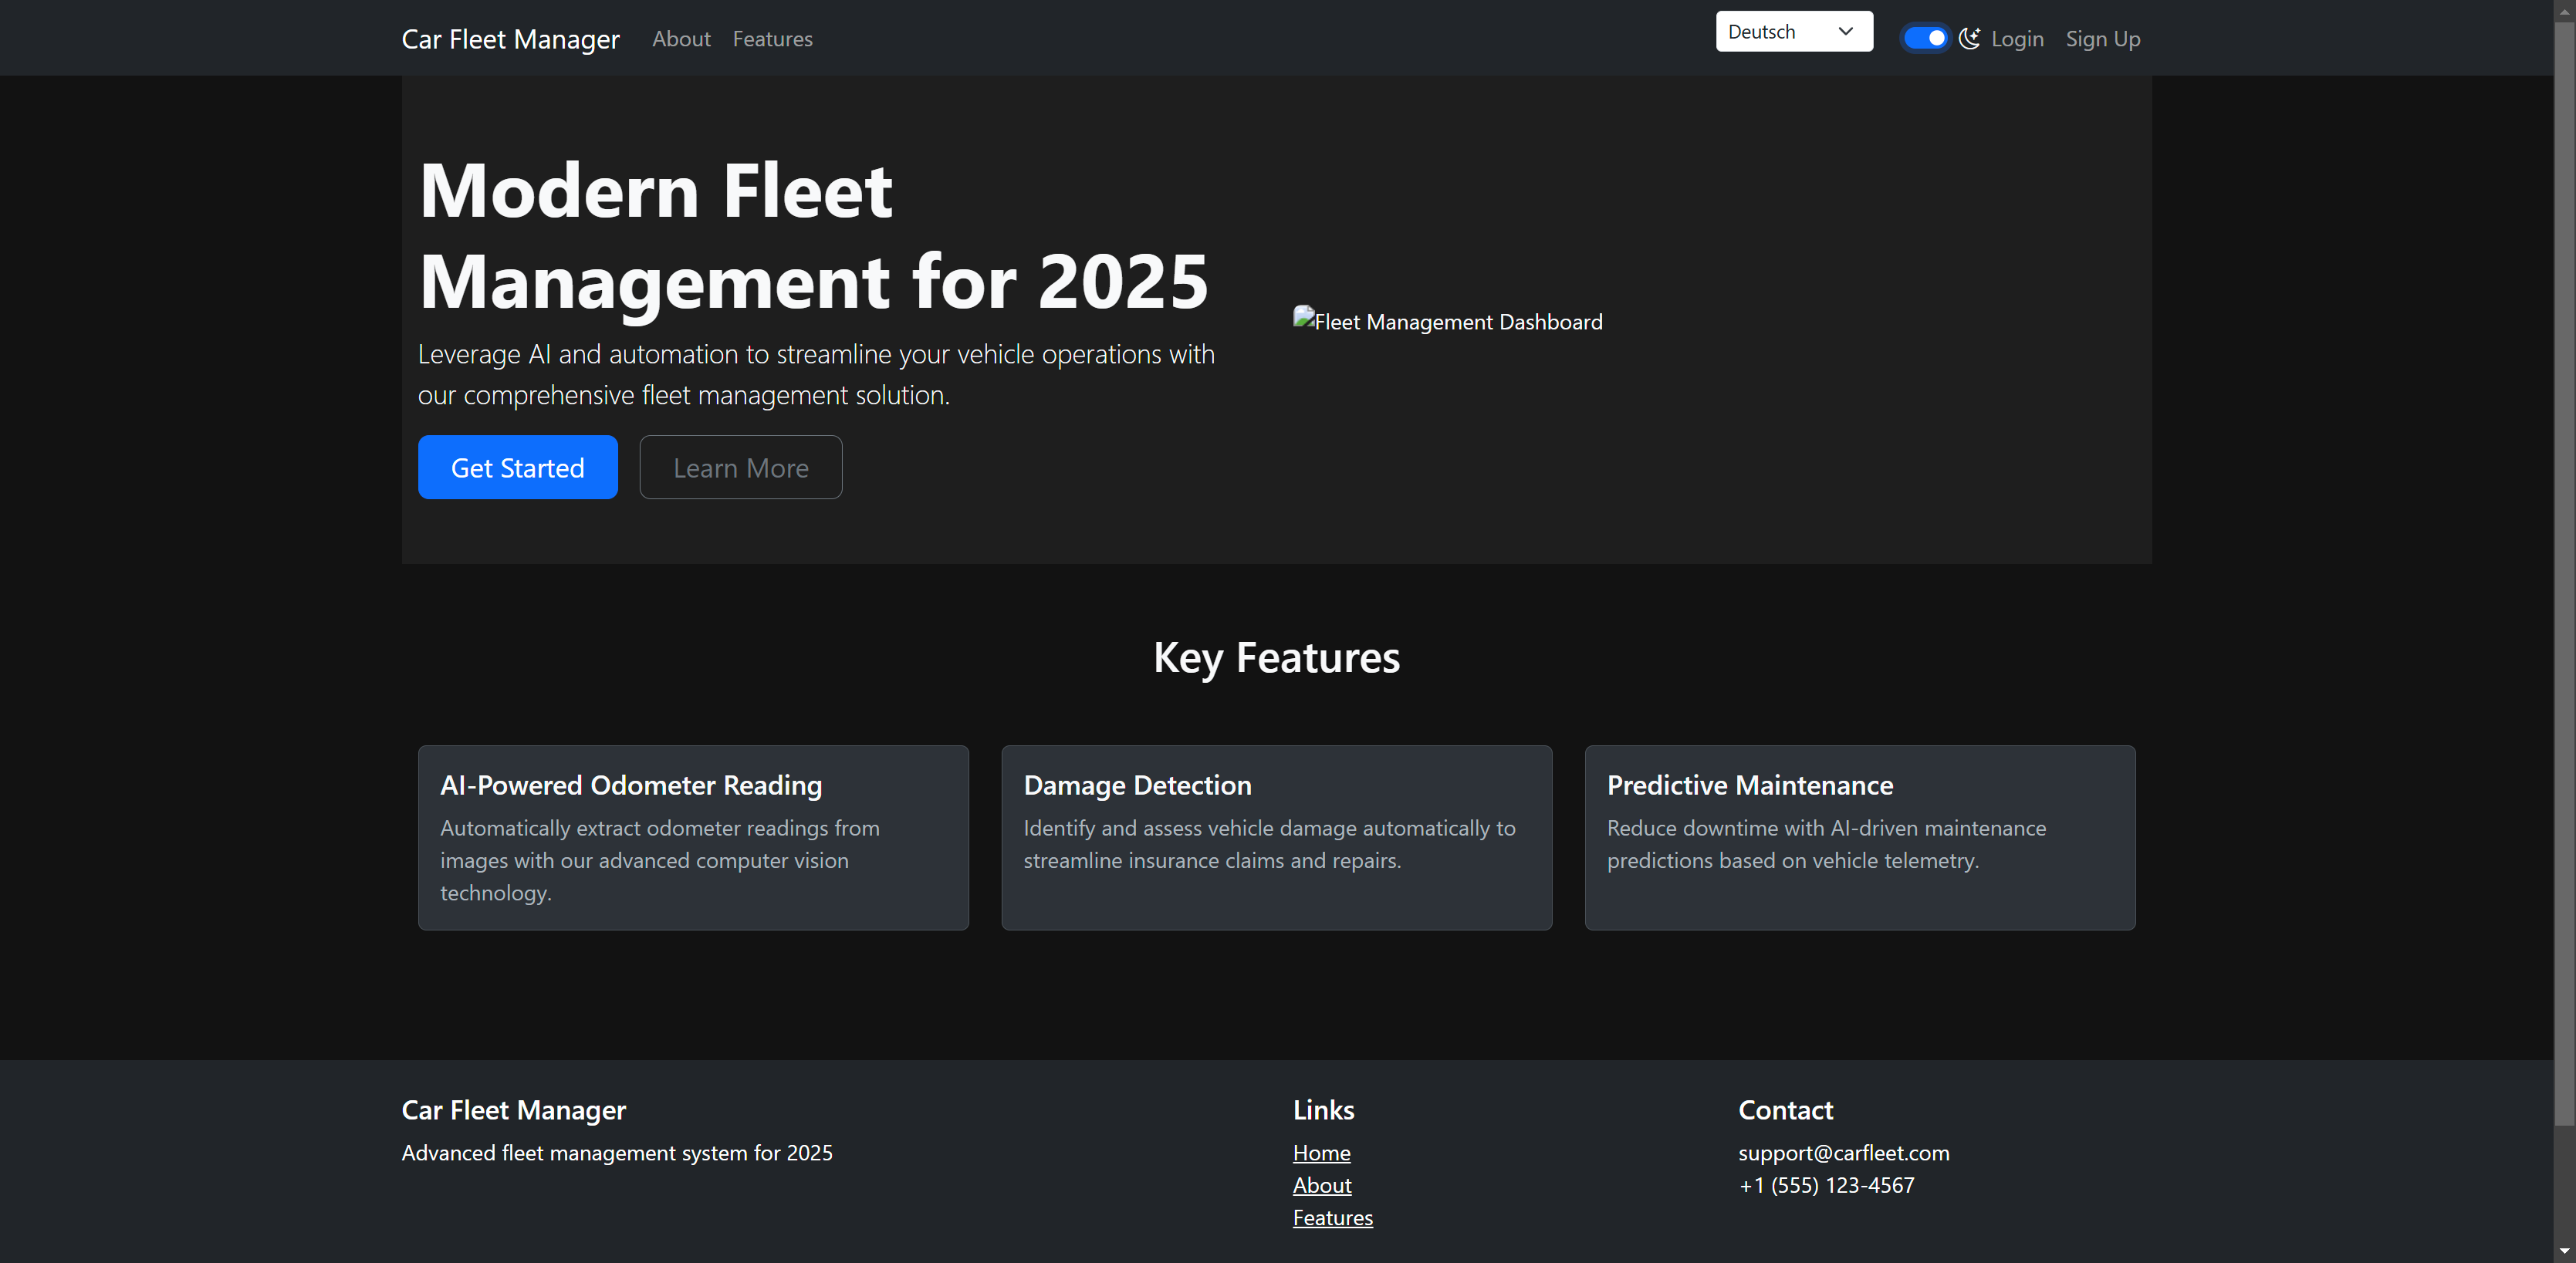 Car Fleet Manager About Features Deutsch Login Sign Up
Modern Fleet
Management for 2025
Leverage AI and automation to streamline your vehicle operations with
our comprehensive fleet management solution.
Get Started Learn More
Fleet Management Dashboard
Key Features
AI-Powered Odometer Reading
Automatically extract odometer readings from
images with our advanced computer vision
technology.
Damage Detection
Identify and assess vehicle damage automatically to
streamline insurance claims and repairs.
Predictive Maintenance
Reduce downtime with AI-driven maintenance
predictions based on vehicle telemetry.
Car Fleet Manager
Advanced fleet management system for 2025
Links
Home
About
Features
Contact
support@carfleet.com
+1 (555) 123-4567